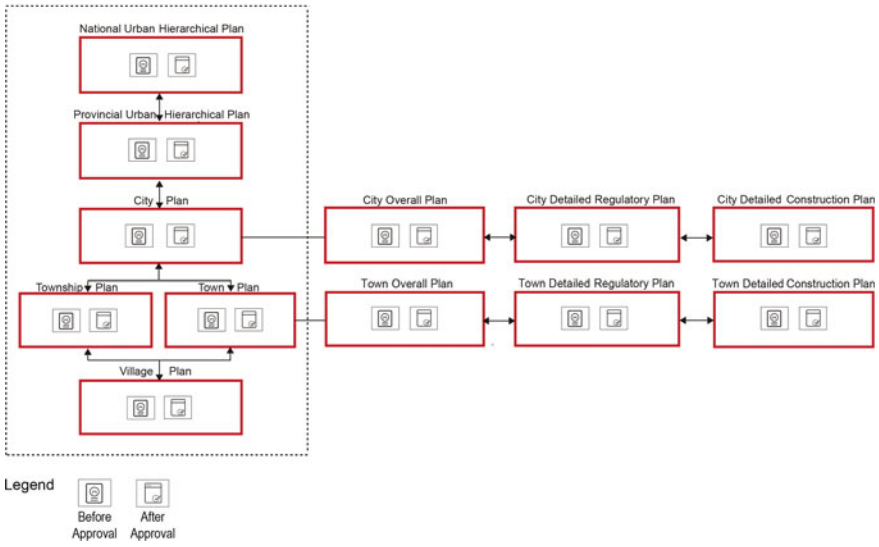 National Urban Hierarchical Plan
Provincial Urban Hierarchical Plan
City Plan
City Overall Plan
City Detailed Regulatory Plan
City Detailed Construction Plan
Township Plan
Town Plan
Town Overall Plan
Town Detailed Regulatory Plan
Town Detailed Construction Plan
Village Plan
Legend
Before
Approval
After
Approval